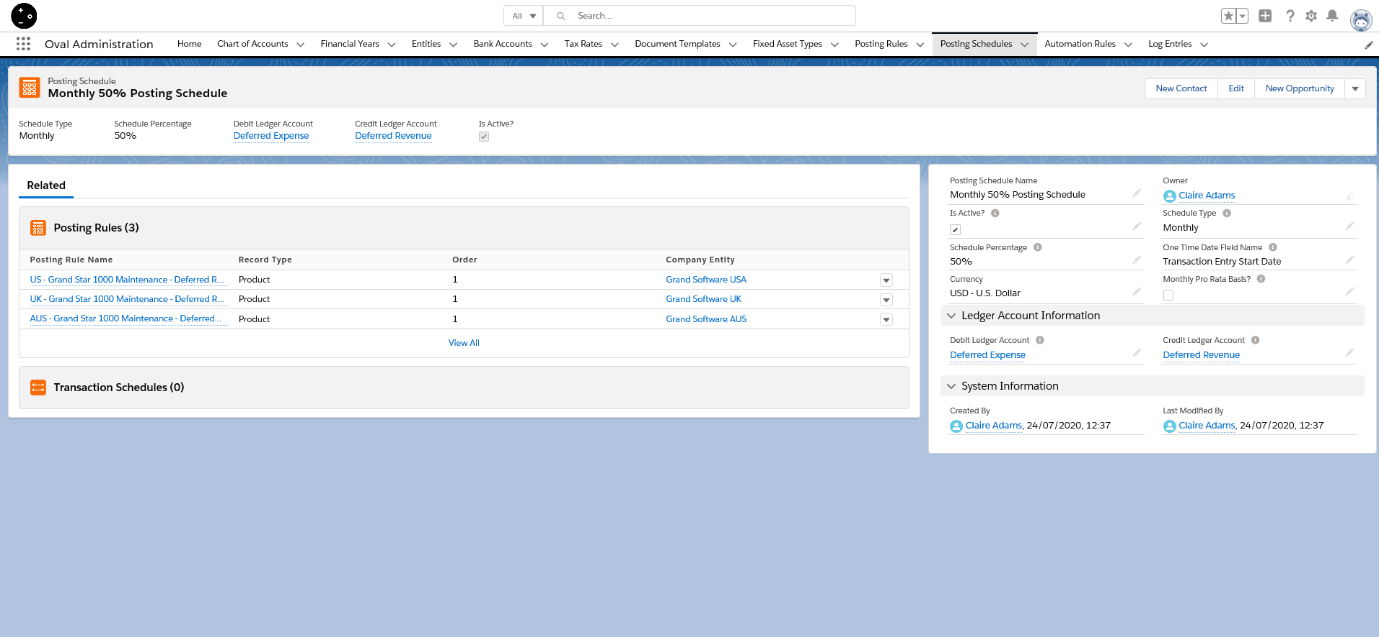 All Search...
Oval Administration Home Chart of Accounts Financial Years Entities Bank Accounts Tax Rates Document Templates Fixed Asset Types Posting Rules Posting Schedules Automation Rules Log Entries
Posting Schedule
Monthly 50% Posting Schedule
New Contact Edit New Opportunity
Schedule Type Schedule Percentage Debit Ledger Account Credit Ledger Account Is Active?
Monthly 50% Deferred Expense Deferred Revenue
Related
Posting Rules (3)
Posting Rule Name Record Type Order Company Entity
US - Grand Star 1000 Maintenance - Deferred R... Product 1 Grand Software USA
UK - Grand Star 1000 Maintenance - Deferred R... Product 1 Grand Software UK
AUS - Grand Star 1000 Maintenance - Deferred... Product 1 Grand Software AUS
View All
Transaction Schedules (0)
Posting Schedule Name Owner
Monthly 50% Posting Schedule Claire Adams
Is Active? Schedule Type
Monthly
Schedule Percentage One Time Date Field Name
50% Transaction Entry Start Date
Currency Monthly Pro Rata Basis?
USD - U.S. Dollar
Ledger Account Information
Debit Ledger Account Credit Ledger Account
Deferred Expense Deferred Revenue
System Information
Created By Last Modified By
Claire Adams, 24/07/2020, 12:37 Claire Adams, 24/07/2020, 12:37